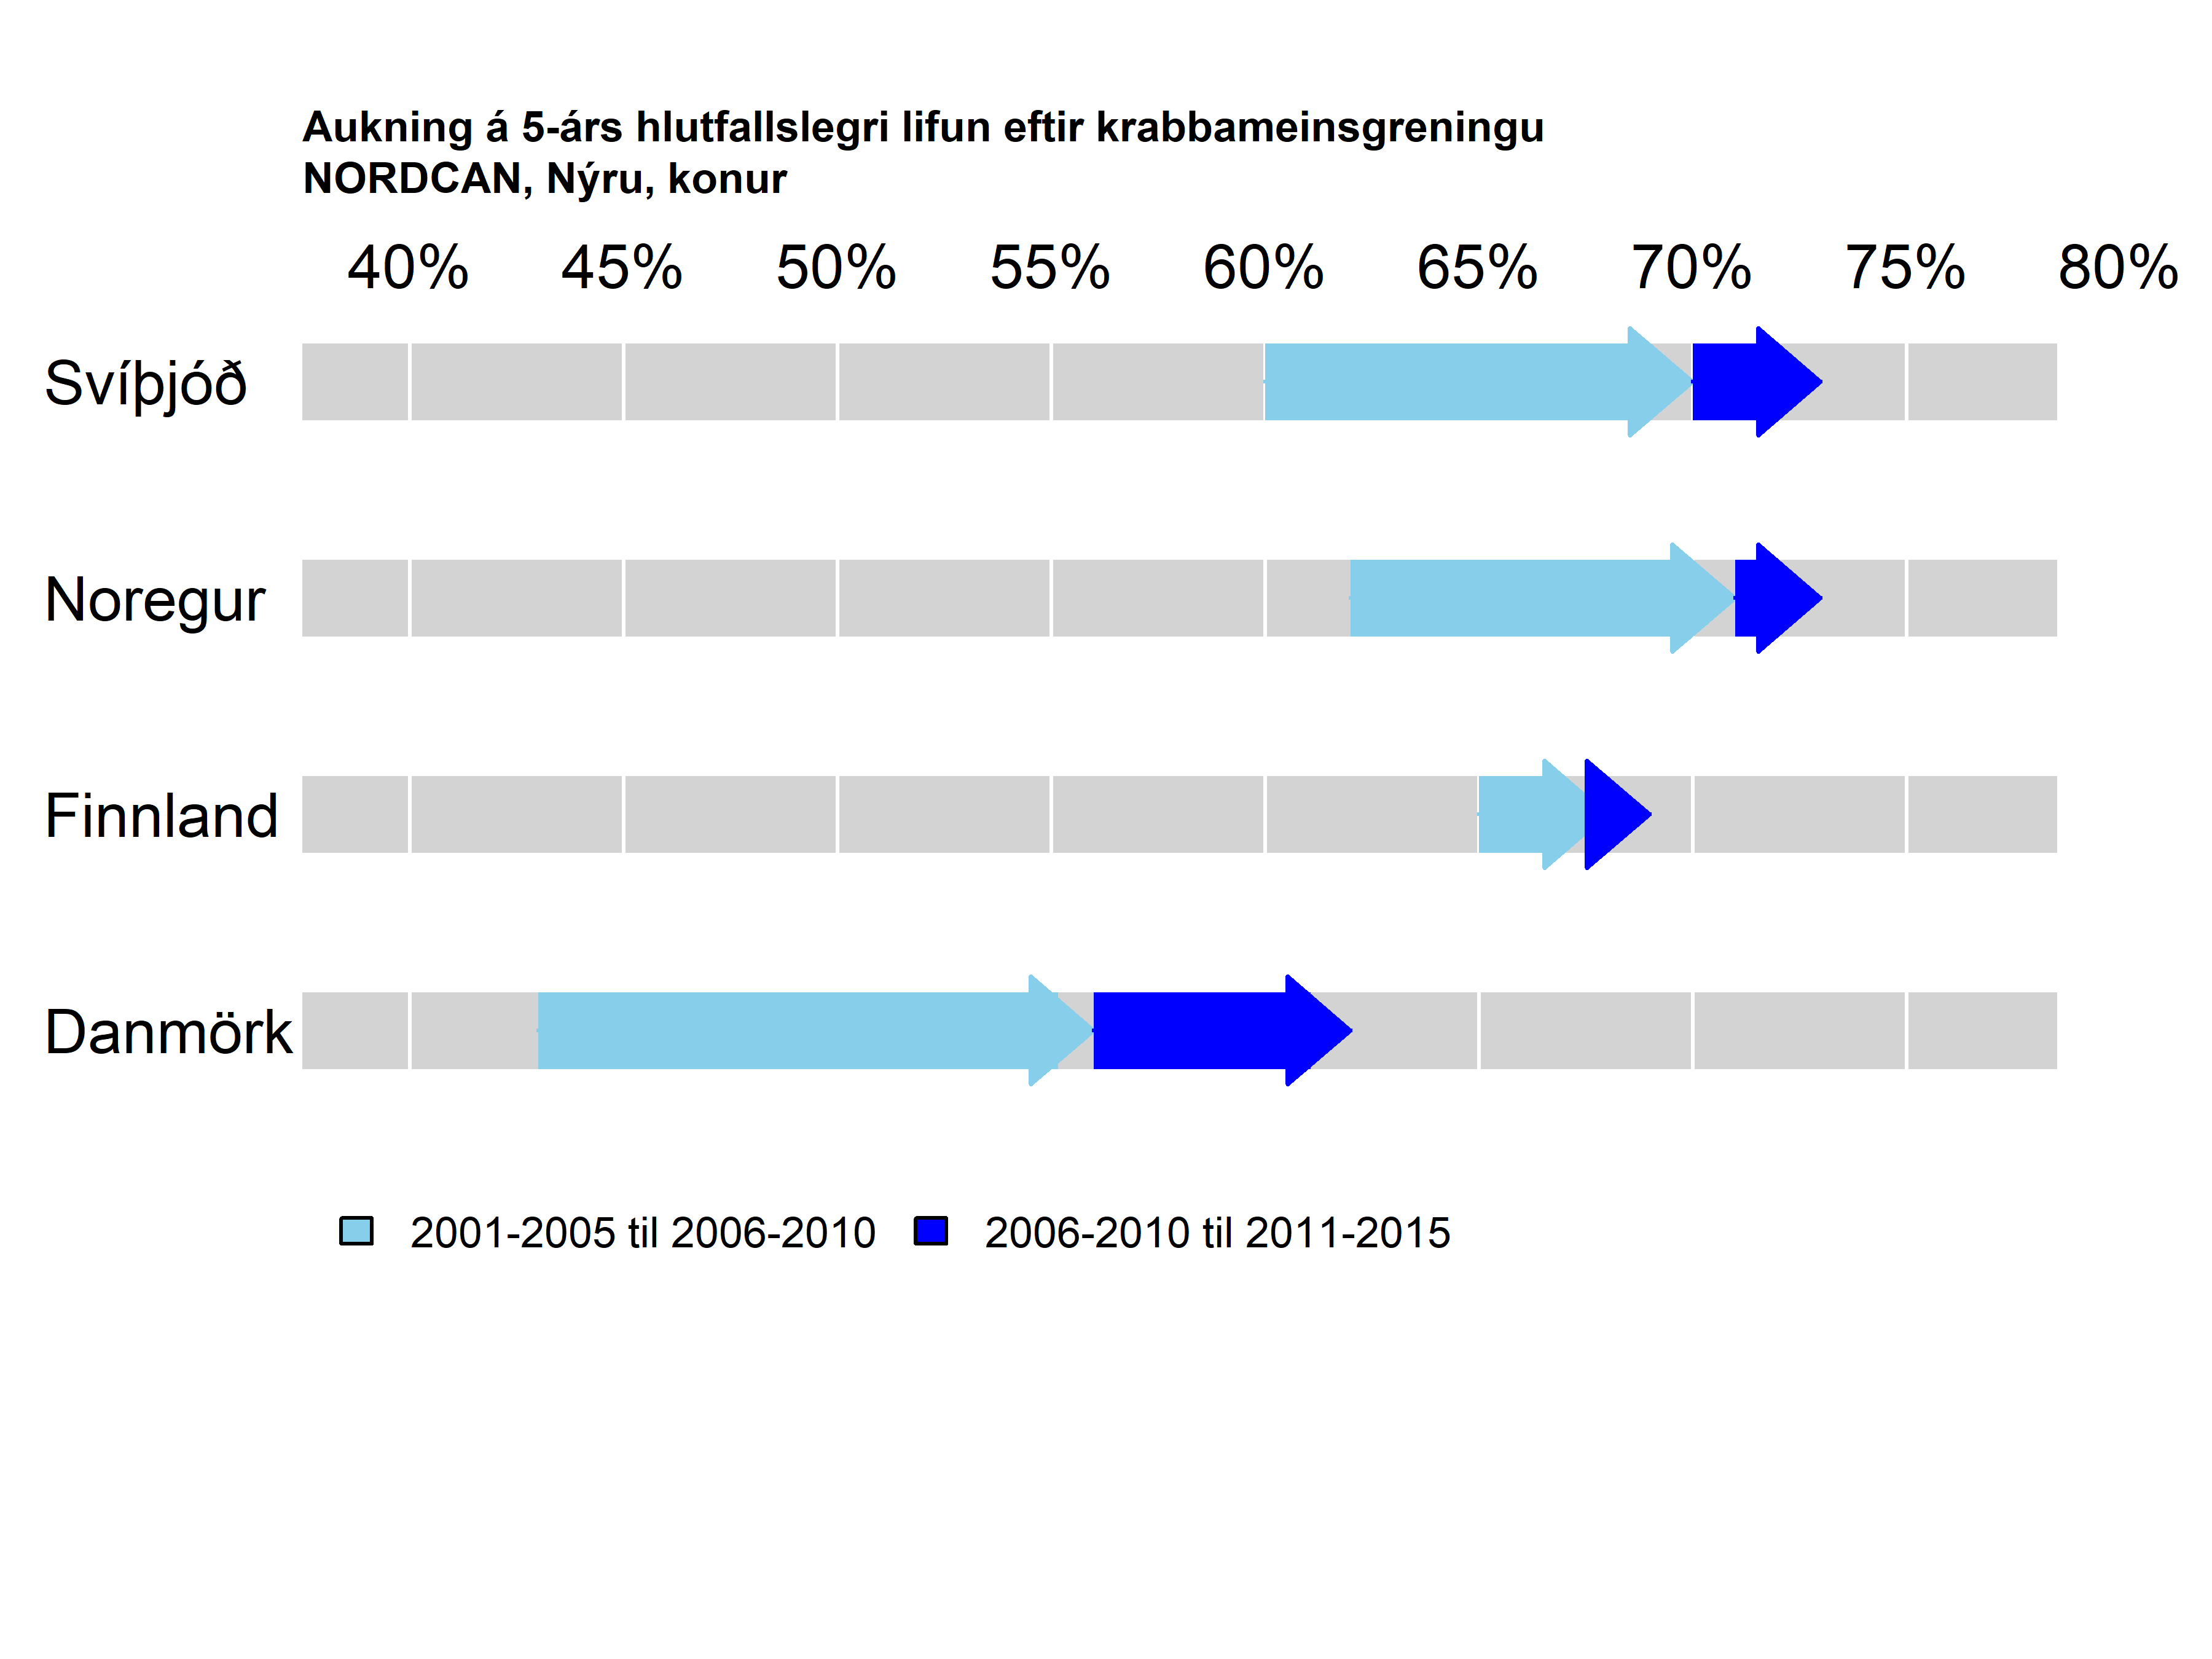 Aukning á 5-árs hlutfallslegri lifun eftir krabbameinsgreningu
NORDCAN, Nýru, konur
40% 45% 50% 55% 60% 65% 70% 75% 80%
Svíþjóð
Noregur
Finnland
Danmörk
2001-2005 til 2006-2010 2006-2010 til 2011-2015